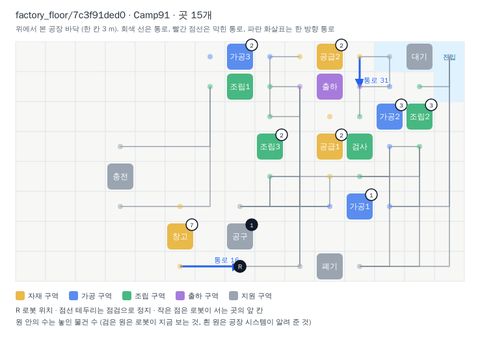 factory_floor/7c3f91ded0 · Camp91 · 곳 15개
위에서 본 공장 바닥 (한 칸 3 m). 회색 선은 통로, 빨간 점선은 막힌 통로, 파란 화살표는 한 방향 통로
가공3 2
공급2 2
대기
진입
조립1
출하
통로 31
가공2 3
조립2 3
조립3 2
공급1 2
검사
충전
가공1 1
창고 7
공구 1
통로 16
R
폐기
자재 구역
가공 구역
조립 구역
출하 구역
지원 구역
R 로봇 위치 · 점선 테두리는 점검으로 정지 · 작은 점은 로봇이 서는 곳의 앞 칸
원 안의 수는 놓인 물건 수 (검은 원은 로봇이 지금 보는 것, 흰 원은 공장 시스템이 알려 준 것)